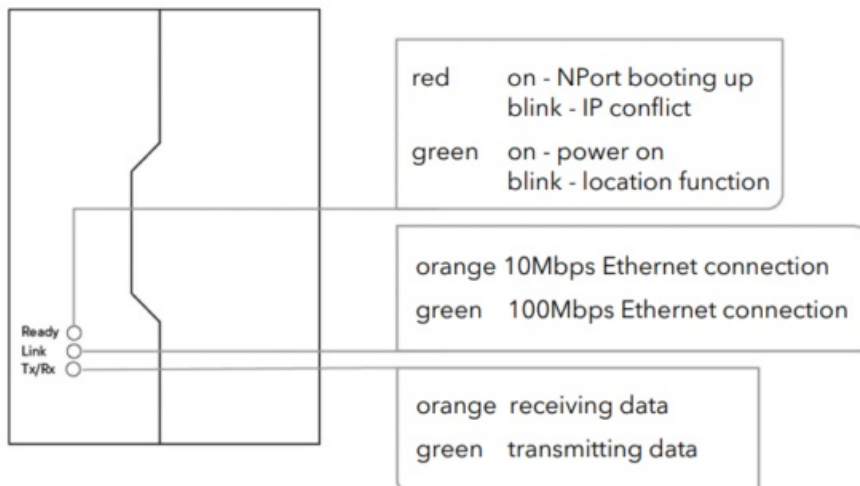 red on - NPort booting up
blink - IP conflict
green on - power on
blink - location function
orange 10Mbps Ethernet connection
green 100Mbps Ethernet connection
Ready
Link
Tx/Rx
orange receiving data
green transmitting data